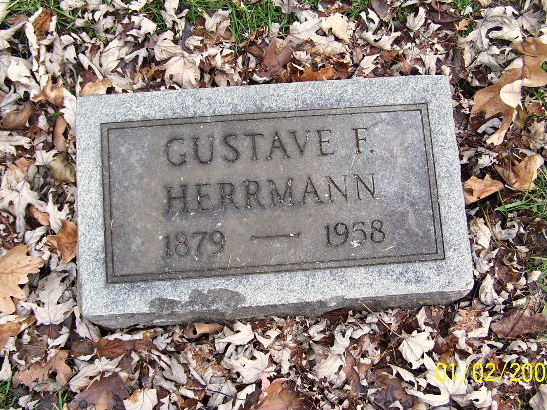 GUSTAVE F.
HERRMANN
1879 — 1958
01/02/200